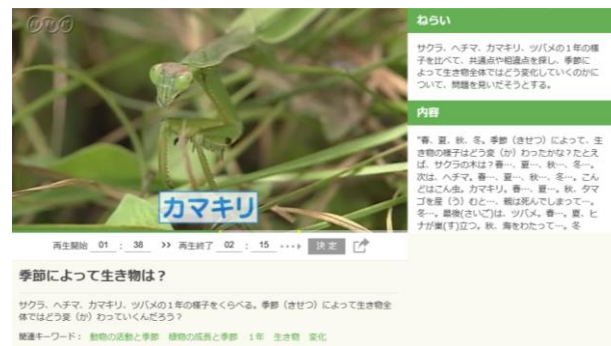 NHK
カマキリ
再生開始 01 : 38 >> 再生終了 02 : 15 ････▸ 決定
季節によって生き物は？
サクラ、ヘチマ、カマキリ、ツバメの１年の様子をくらべる。季節（きせつ）によって生き物全
体ではどう変（か）わっていくんだろう？
関連キーワード： 動物の活動と季節 植物の成長と季節 １年 生き物 変化
ねらい
サクラ、ヘチマ、カマキリ、ツバメの１年の様
子を比べて、共通点や相違点を探し、季節に
よって生き物全体ではどう変化していくのかに
ついて、問題を見いだそうとする。
内容
"春、夏、秋、冬。季節（きせつ）によって、生
き物の様子はどう変（か）わったかな？たとえ
ば、サクラの木は？春…、夏…、秋…、冬…。
次は、ヘチマ。春…、夏…、秋…、冬…。こん
どはこん虫。カマキリ。春…、夏…。秋、タマ
ゴを産（う）むと…、親は死んでしまって…。
冬…。最後(さいご)は、ツバメ。春…。夏、ヒ
ナが巣(す)立つ。秋、海をわたって…。冬